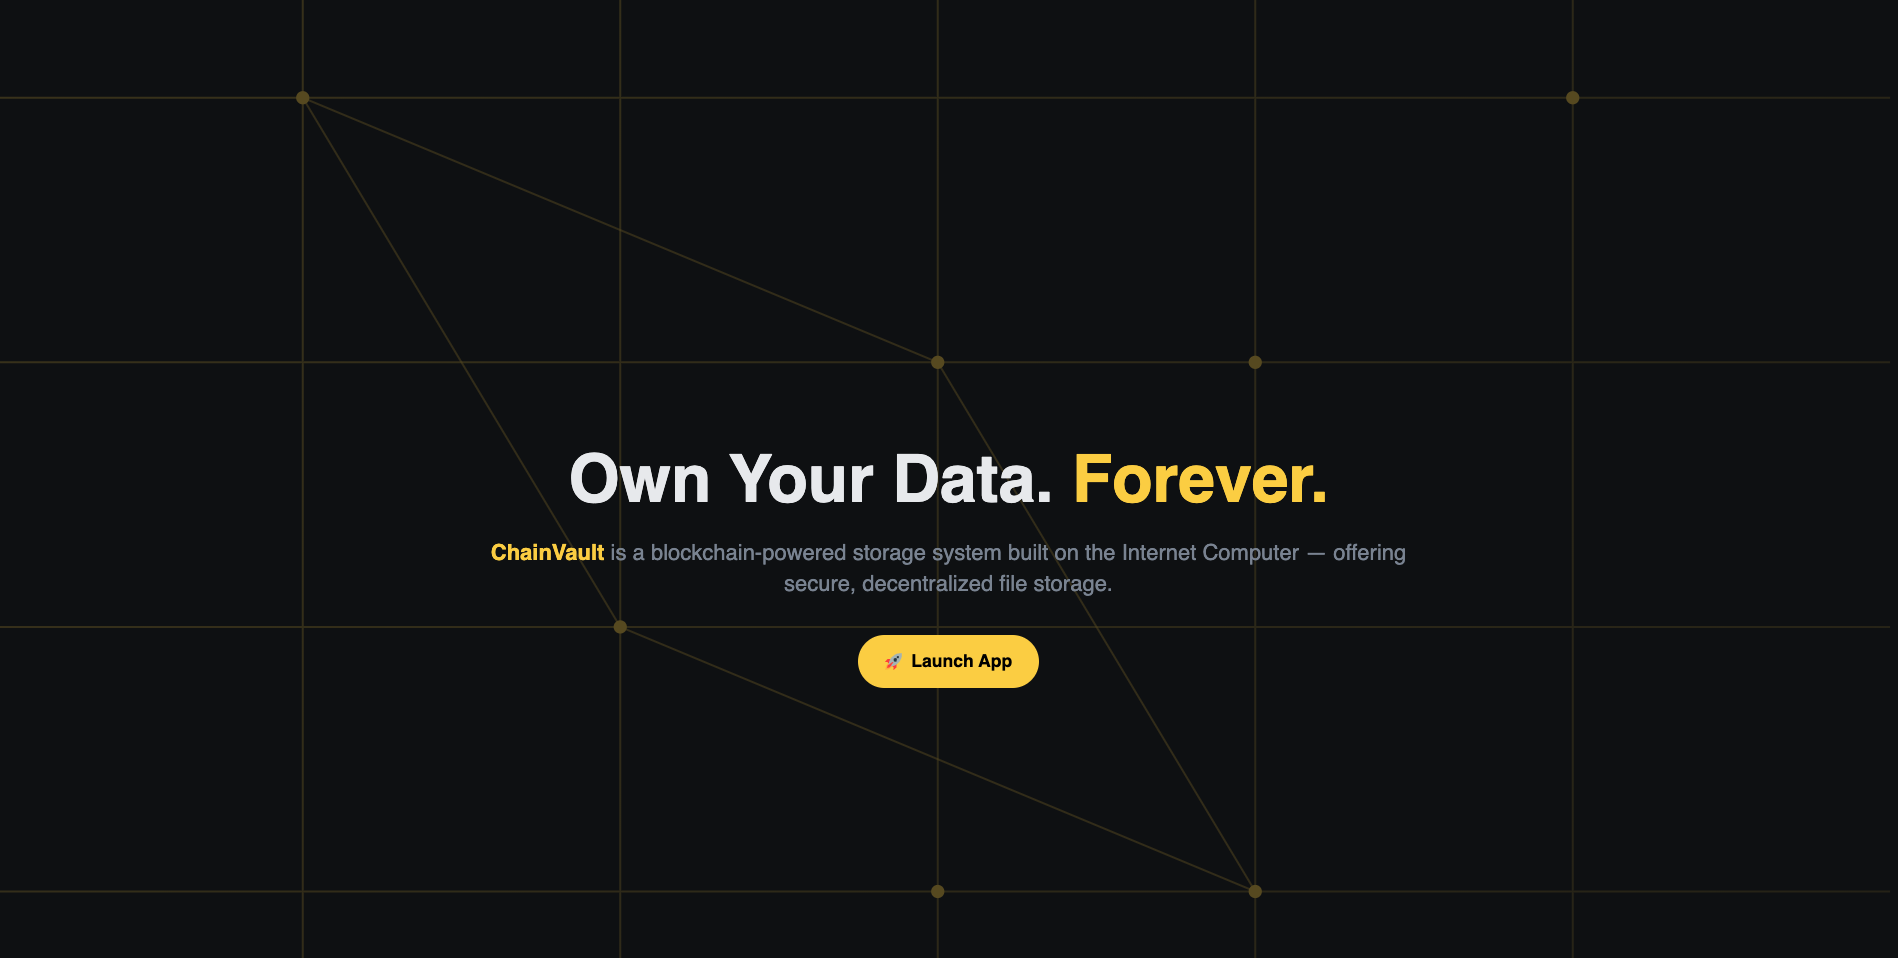 Own Your Data. Forever.
ChainVault is a blockchain-powered storage system built on the Internet Computer — offering
secure, decentralized file storage.
🚀 Launch App